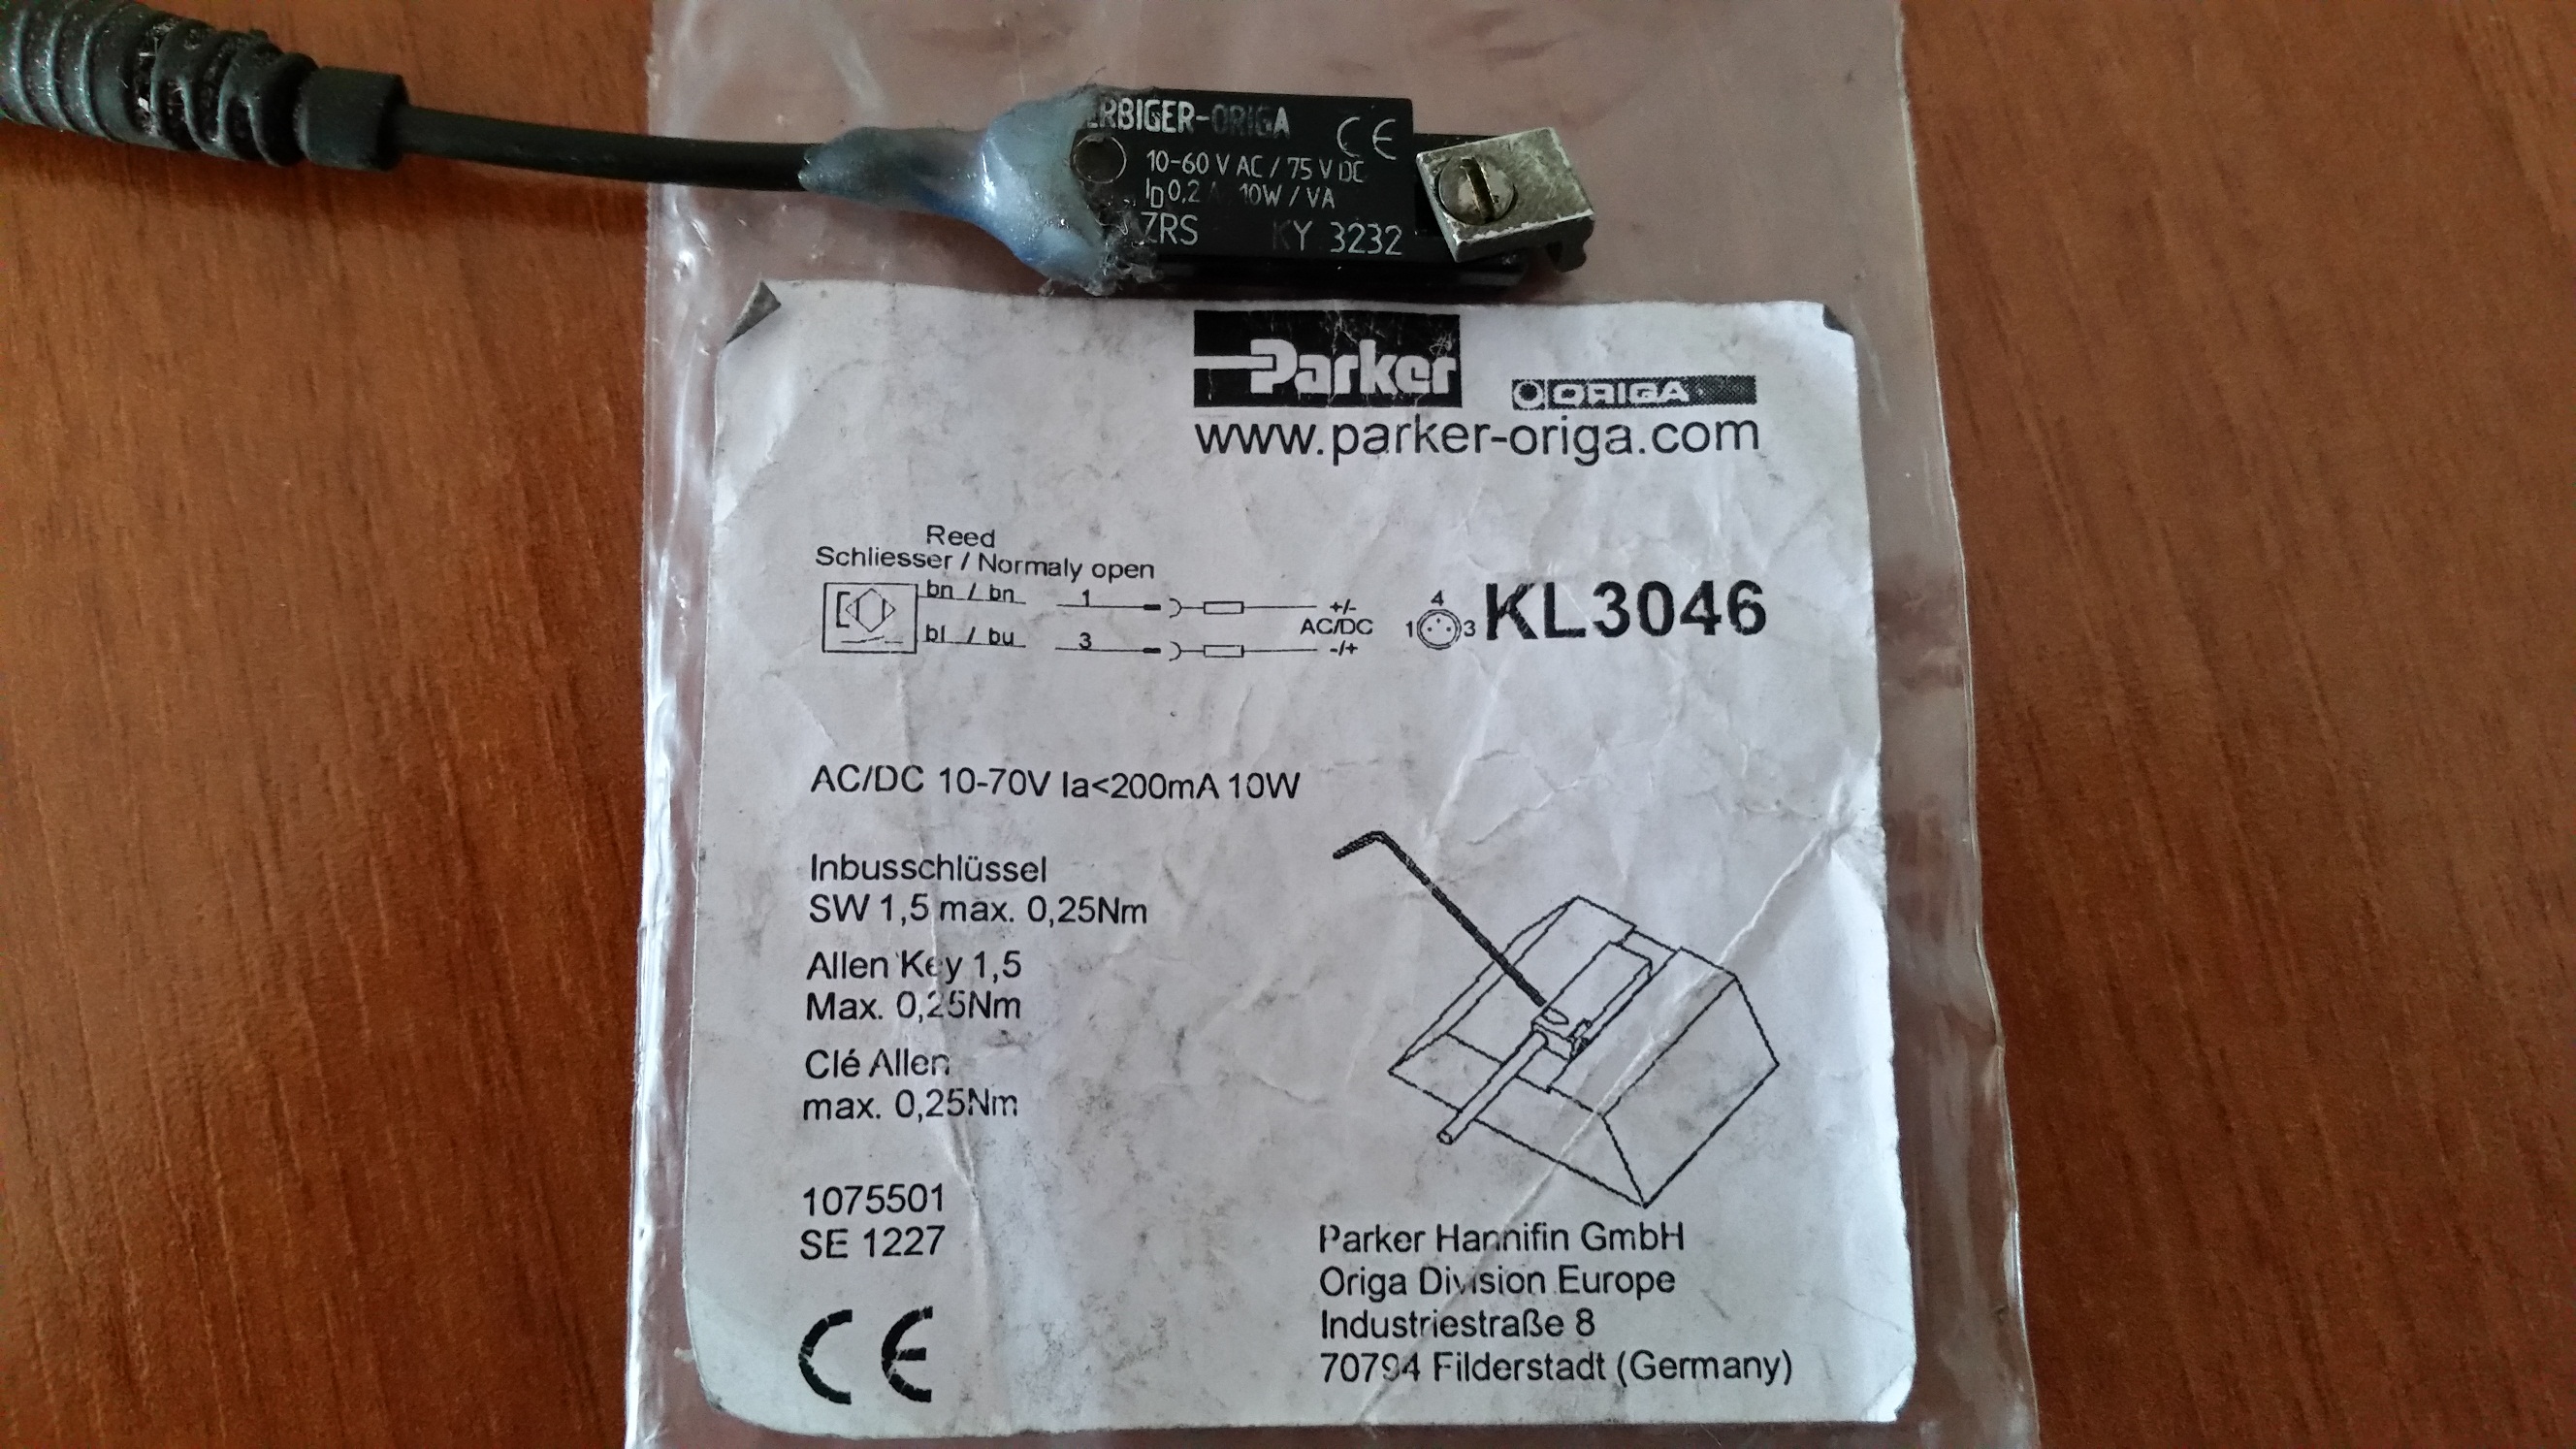 ERBIGER-ORIGA
CE
10-60 V AC / 75 V DC
ID 0,2 A 10W / VA
ZRS KY 3232
Parker
ORIGA
www.parker-origa.com
Reed
Schliesser / Normaly open
bn / bn 1 +/-
AC/DC
bl / bu 3 -/+
4
1 3
KL3046
AC/DC 10-70V Ia<200mA 10W
Inbusschlüssel
SW 1,5 max. 0,25Nm
Allen Key 1,5
Max. 0,25Nm
Clé Allen
max. 0,25Nm
1075501
SE 1227
CE
Parker Hannifin GmbH
Origa Division Europe
Industriestraße 8
70794 Filderstadt (Germany)